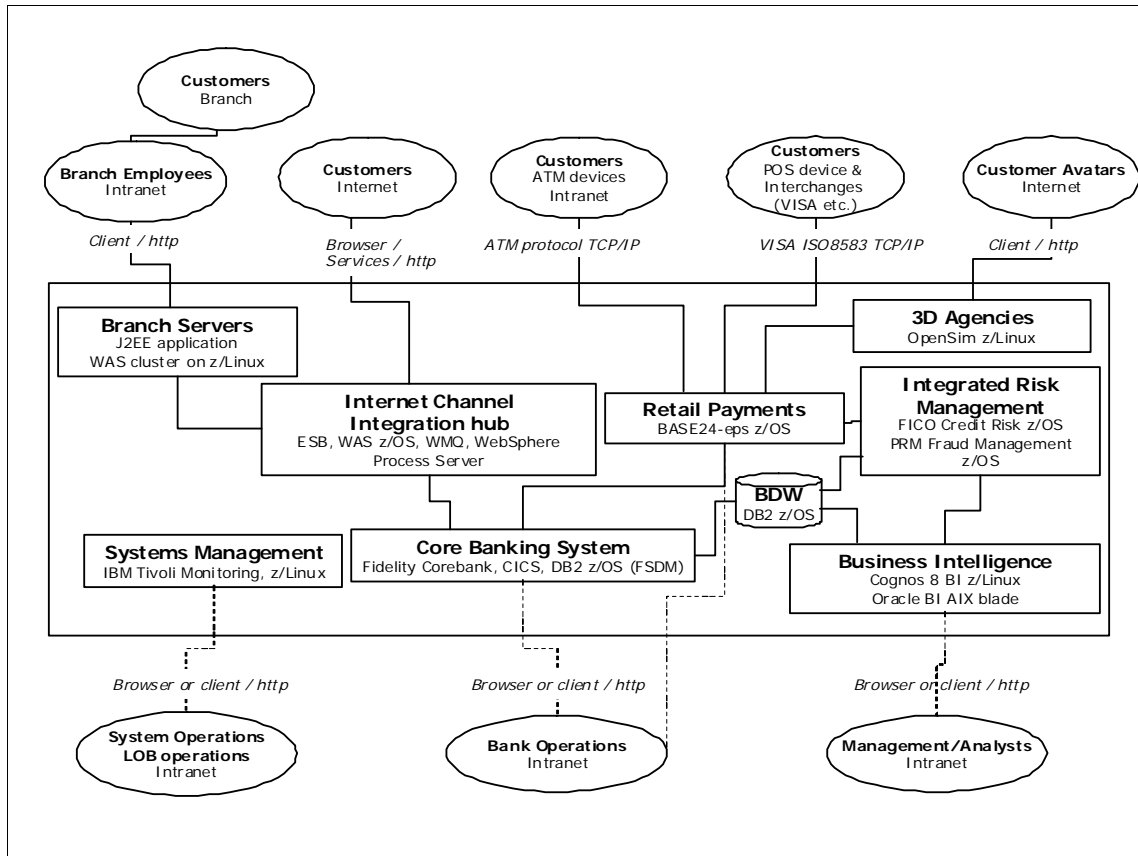 Customers
Branch
Branch Employees
Intranet
Customers
Internet
Customers
ATM devices
Intranet
Customers
POS device &
Interchanges
(VISA etc.)
Customer Avatars
Internet
Client / http
Browser /
Services / http
ATM protocol TCP/IP
VISA ISO8583 TCP/IP
Client / http
Branch Servers
J2EE application
WAS cluster on z/Linux
3D Agencies
OpenSim z/Linux
Internet Channel
Integration hub
ESB, WAS z/OS, WMQ, WebSphere
Process Server
Retail Payments
BASE24-eps z/OS
Integrated Risk
Management
FICO Credit Risk z/OS
PRM Fraud Management
z/OS
BDW
DB2 z/OS
Systems Management
IBM Tivoli Monitoring, z/Linux
Core Banking System
Fidelity Corebank, CICS, DB2 z/OS (FSDM)
Business Intelligence
Cognos 8 BI z/Linux
Oracle BI AIX blade
Browser or client / http
Browser or client / http
Browser or client / http
System Operations
LOB operations
Intranet
Bank Operations
Intranet
Management/Analysts
Intranet